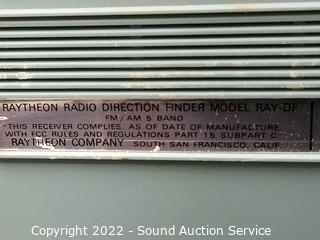 RAYTHEON RADIO DIRECTION FINDER MODEL RAY-DF
FM/AM 5 BAND
"THIS RECEIVER COMPLIES, AS OF DATE OF MANUFACTURE,
WITH FCC RULES AND REGULATIONS PART 15 SUBPART C"
RAYTHEON COMPANY SOUTH SAN FRANCISCO, CALIF.
Copyright 2022 - Sound Auction Service